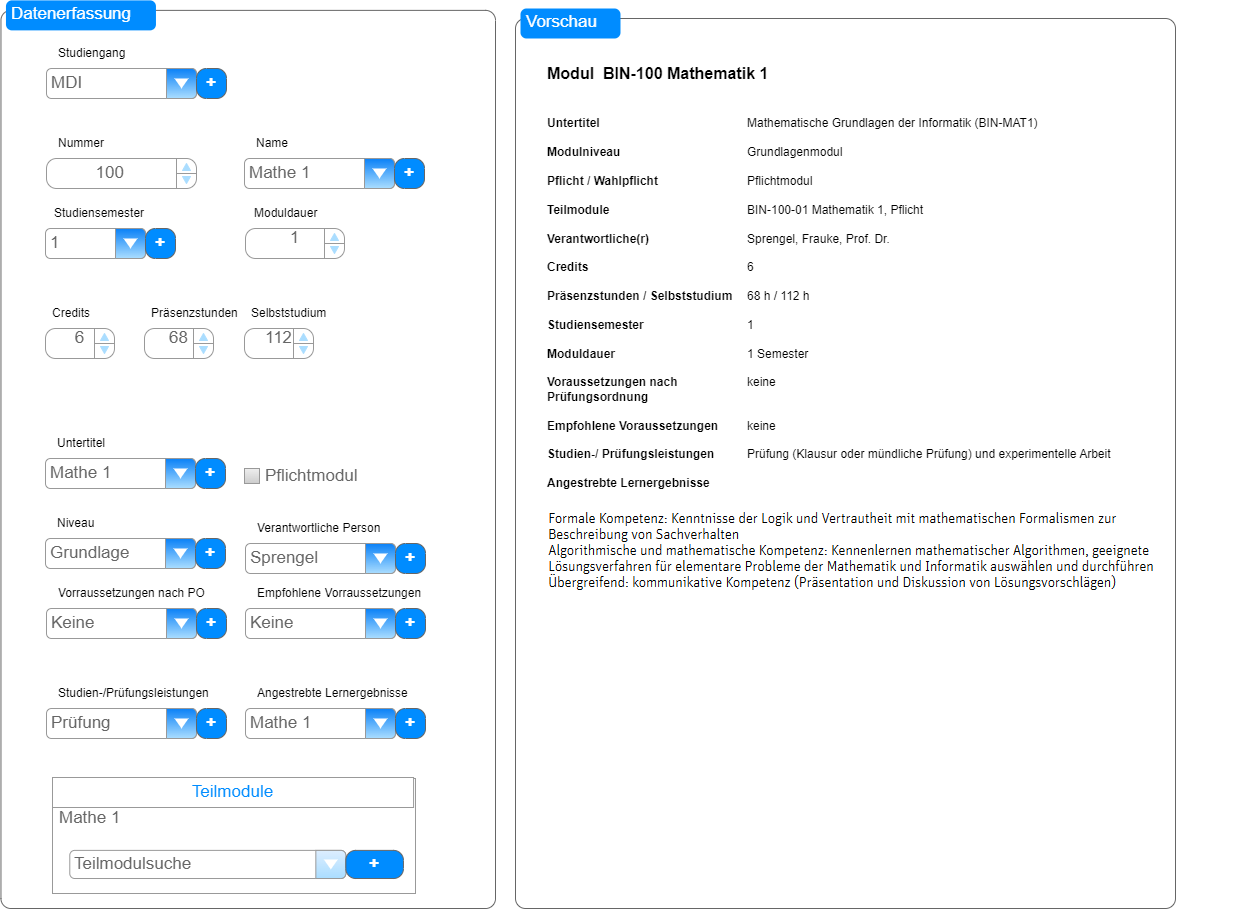 Datenerfassung
Studiengang
MDI
+
Nummer
Name
100
Mathe 1
+
Studiensemester
Moduldauer
1
+
1
Credits
Präsenzstunden
Selbststudium
6
68
112
Untertitel
Mathe 1
+
Pflichtmodul
Niveau
Verantwortliche Person
Grundlage
+
Sprengel
+
Vorraussetzungen nach PO
Empfohlene Vorraussetzungen
Keine
+
Keine
+
Studien-/Prüfungsleistungen
Angestrebte Lernergebnisse
Prüfung
+
Mathe 1
+
Teilmodule
Mathe 1
Teilmodulsuche
+
Vorschau
Modul BIN-100 Mathematik 1
Untertitel Mathematische Grundlagen der Informatik (BIN-MAT1)
Modulniveau Grundlagenmodul
Pflicht / Wahlpflicht Pflichtmodul
Teilmodule BIN-100-01 Mathematik 1, Pflicht
Verantwortliche(r) Sprengel, Frauke, Prof. Dr.
Credits 6
Präsenzstunden / Selbststudium 68 h / 112 h
Studiensemester 1
Moduldauer 1 Semester
Voraussetzungen nach keine
Prüfungsordnung
Empfohlene Voraussetzungen keine
Studien-/ Prüfungsleistungen Prüfung (Klausur oder mündliche Prüfung) und experimentelle Arbeit
Angestrebte Lernergebnisse
Formale Kompetenz: Kenntnisse der Logik und Vertrautheit mit mathematischen Formalismen zur
Beschreibung von Sachverhalten
Algorithmische und mathematische Kompetenz: Kennenlernen mathematischer Algorithmen, geeignete
Lösungsverfahren für elementare Probleme der Mathematik und Informatik auswählen und durchführen
Übergreifend: kommunikative Kompetenz (Präsentation und Diskussion von Lösungsvorschlägen)